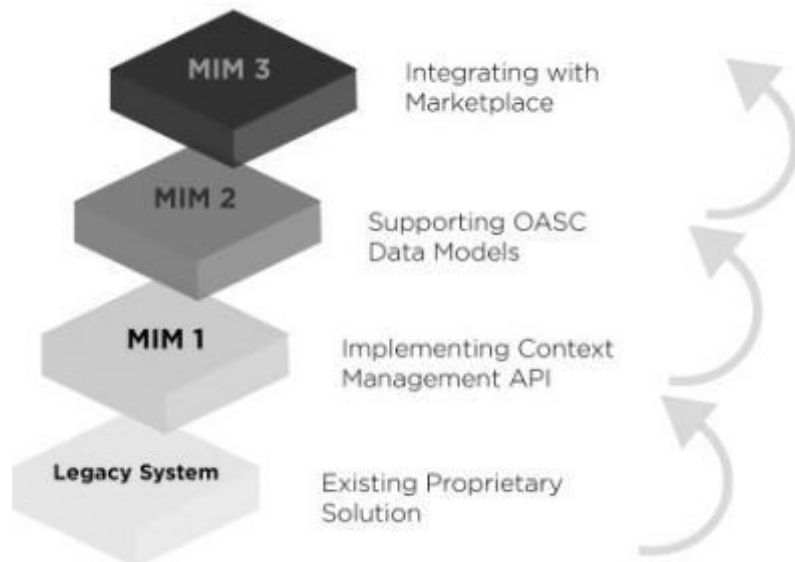 MIM 3
Integrating with
Marketplace
MIM 2
Supporting OASC
Data Models
MIM 1
Implementing Context
Management API
Legacy System
Existing Proprietary
Solution